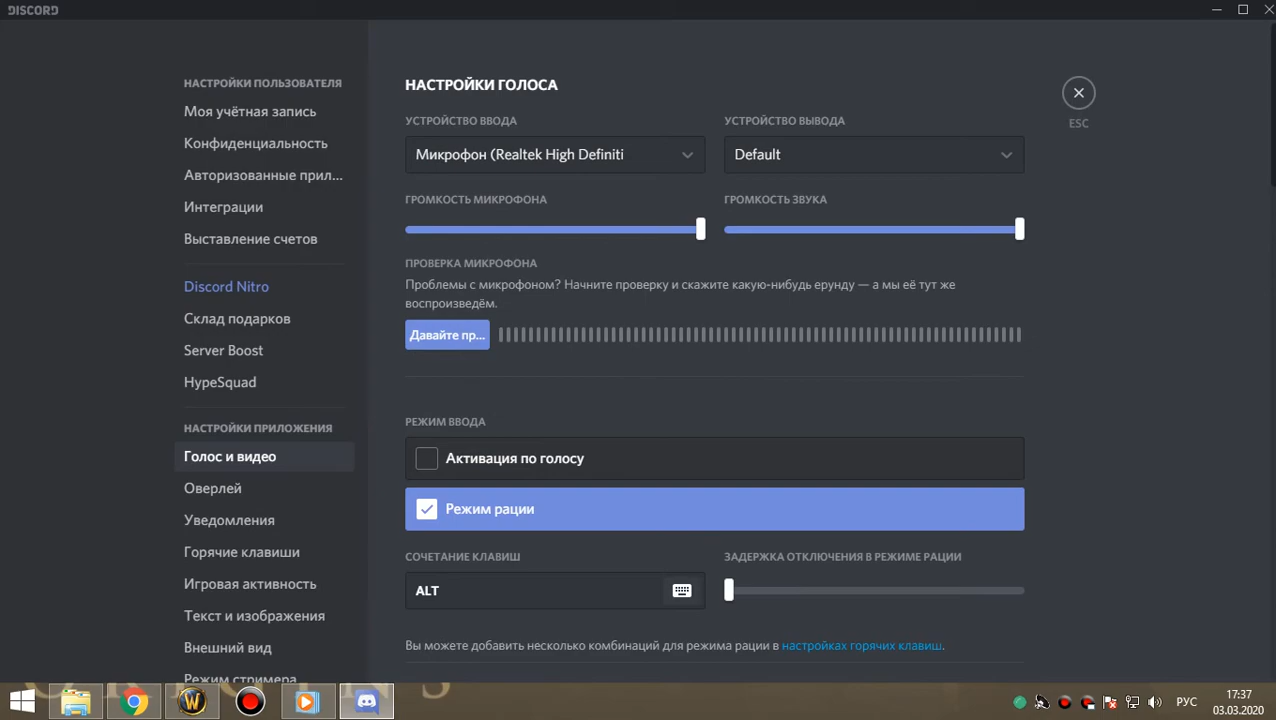 DISCORD
НАСТРОЙКИ ПОЛЬЗОВАТЕЛЯ
Моя учётная запись
Конфиденциальность
Авторизованные прил...
Интеграции
Выставление счетов
Discord Nitro
Склад подарков
Server Boost
HypeSquad
НАСТРОЙКИ ПРИЛОЖЕНИЯ
Голос и видео
Оверлей
Уведомления
Горячие клавиши
Игровая активность
Текст и изображения
Внешний вид
Режим стримера
НАСТРОЙКИ ГОЛОСА
УСТРОЙСТВО ВВОДА
Микрофон (Realtek High Definiti
УСТРОЙСТВО ВЫВОДА
Default
ГРОМКОСТЬ МИКРОФОНА
ГРОМКОСТЬ ЗВУКА
ПРОВЕРКА МИКРОФОНА
Проблемы с микрофоном? Начните проверку и скажите какую-нибудь ерунду — а мы её тут же
воспроизведём.
Давайте пр...
РЕЖИМ ВВОДА
Активация по голосу
Режим рации
СОЧЕТАНИЕ КЛАВИШ
ALT
ЗАДЕРЖКА ОТКЛЮЧЕНИЯ В РЕЖИМЕ РАЦИИ
Вы можете добавить несколько комбинаций для режима рации в настройках горячих клавиш.
ESC
РУС
17:37
03.03.2020